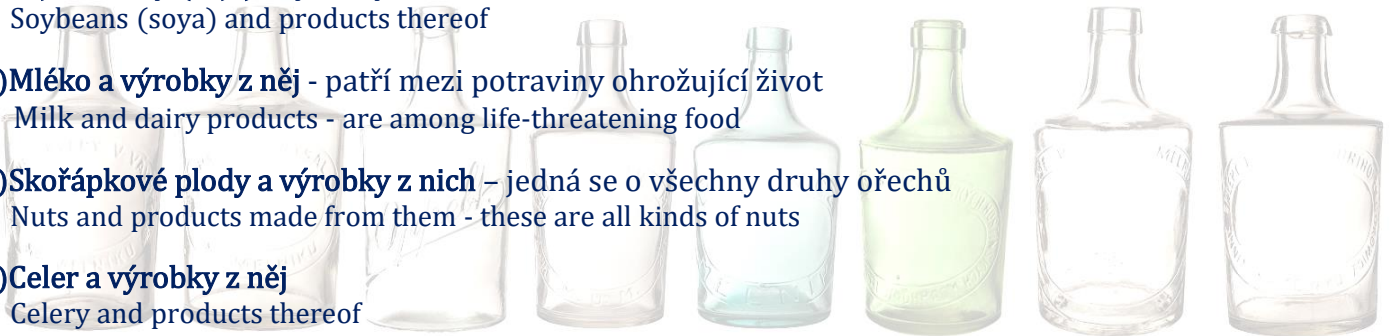 Soybeans (soya) and products thereof
)Mléko a výrobky z něj - patří mezi potraviny ohrožující život
Milk and dairy products - are among life-threatening food
)Skořápkové plody a výrobky z nich – jedná se o všechny druhy ořechů
Nuts and products made from them - these are all kinds of nuts
)Celer a výrobky z něj
Celery and products thereof